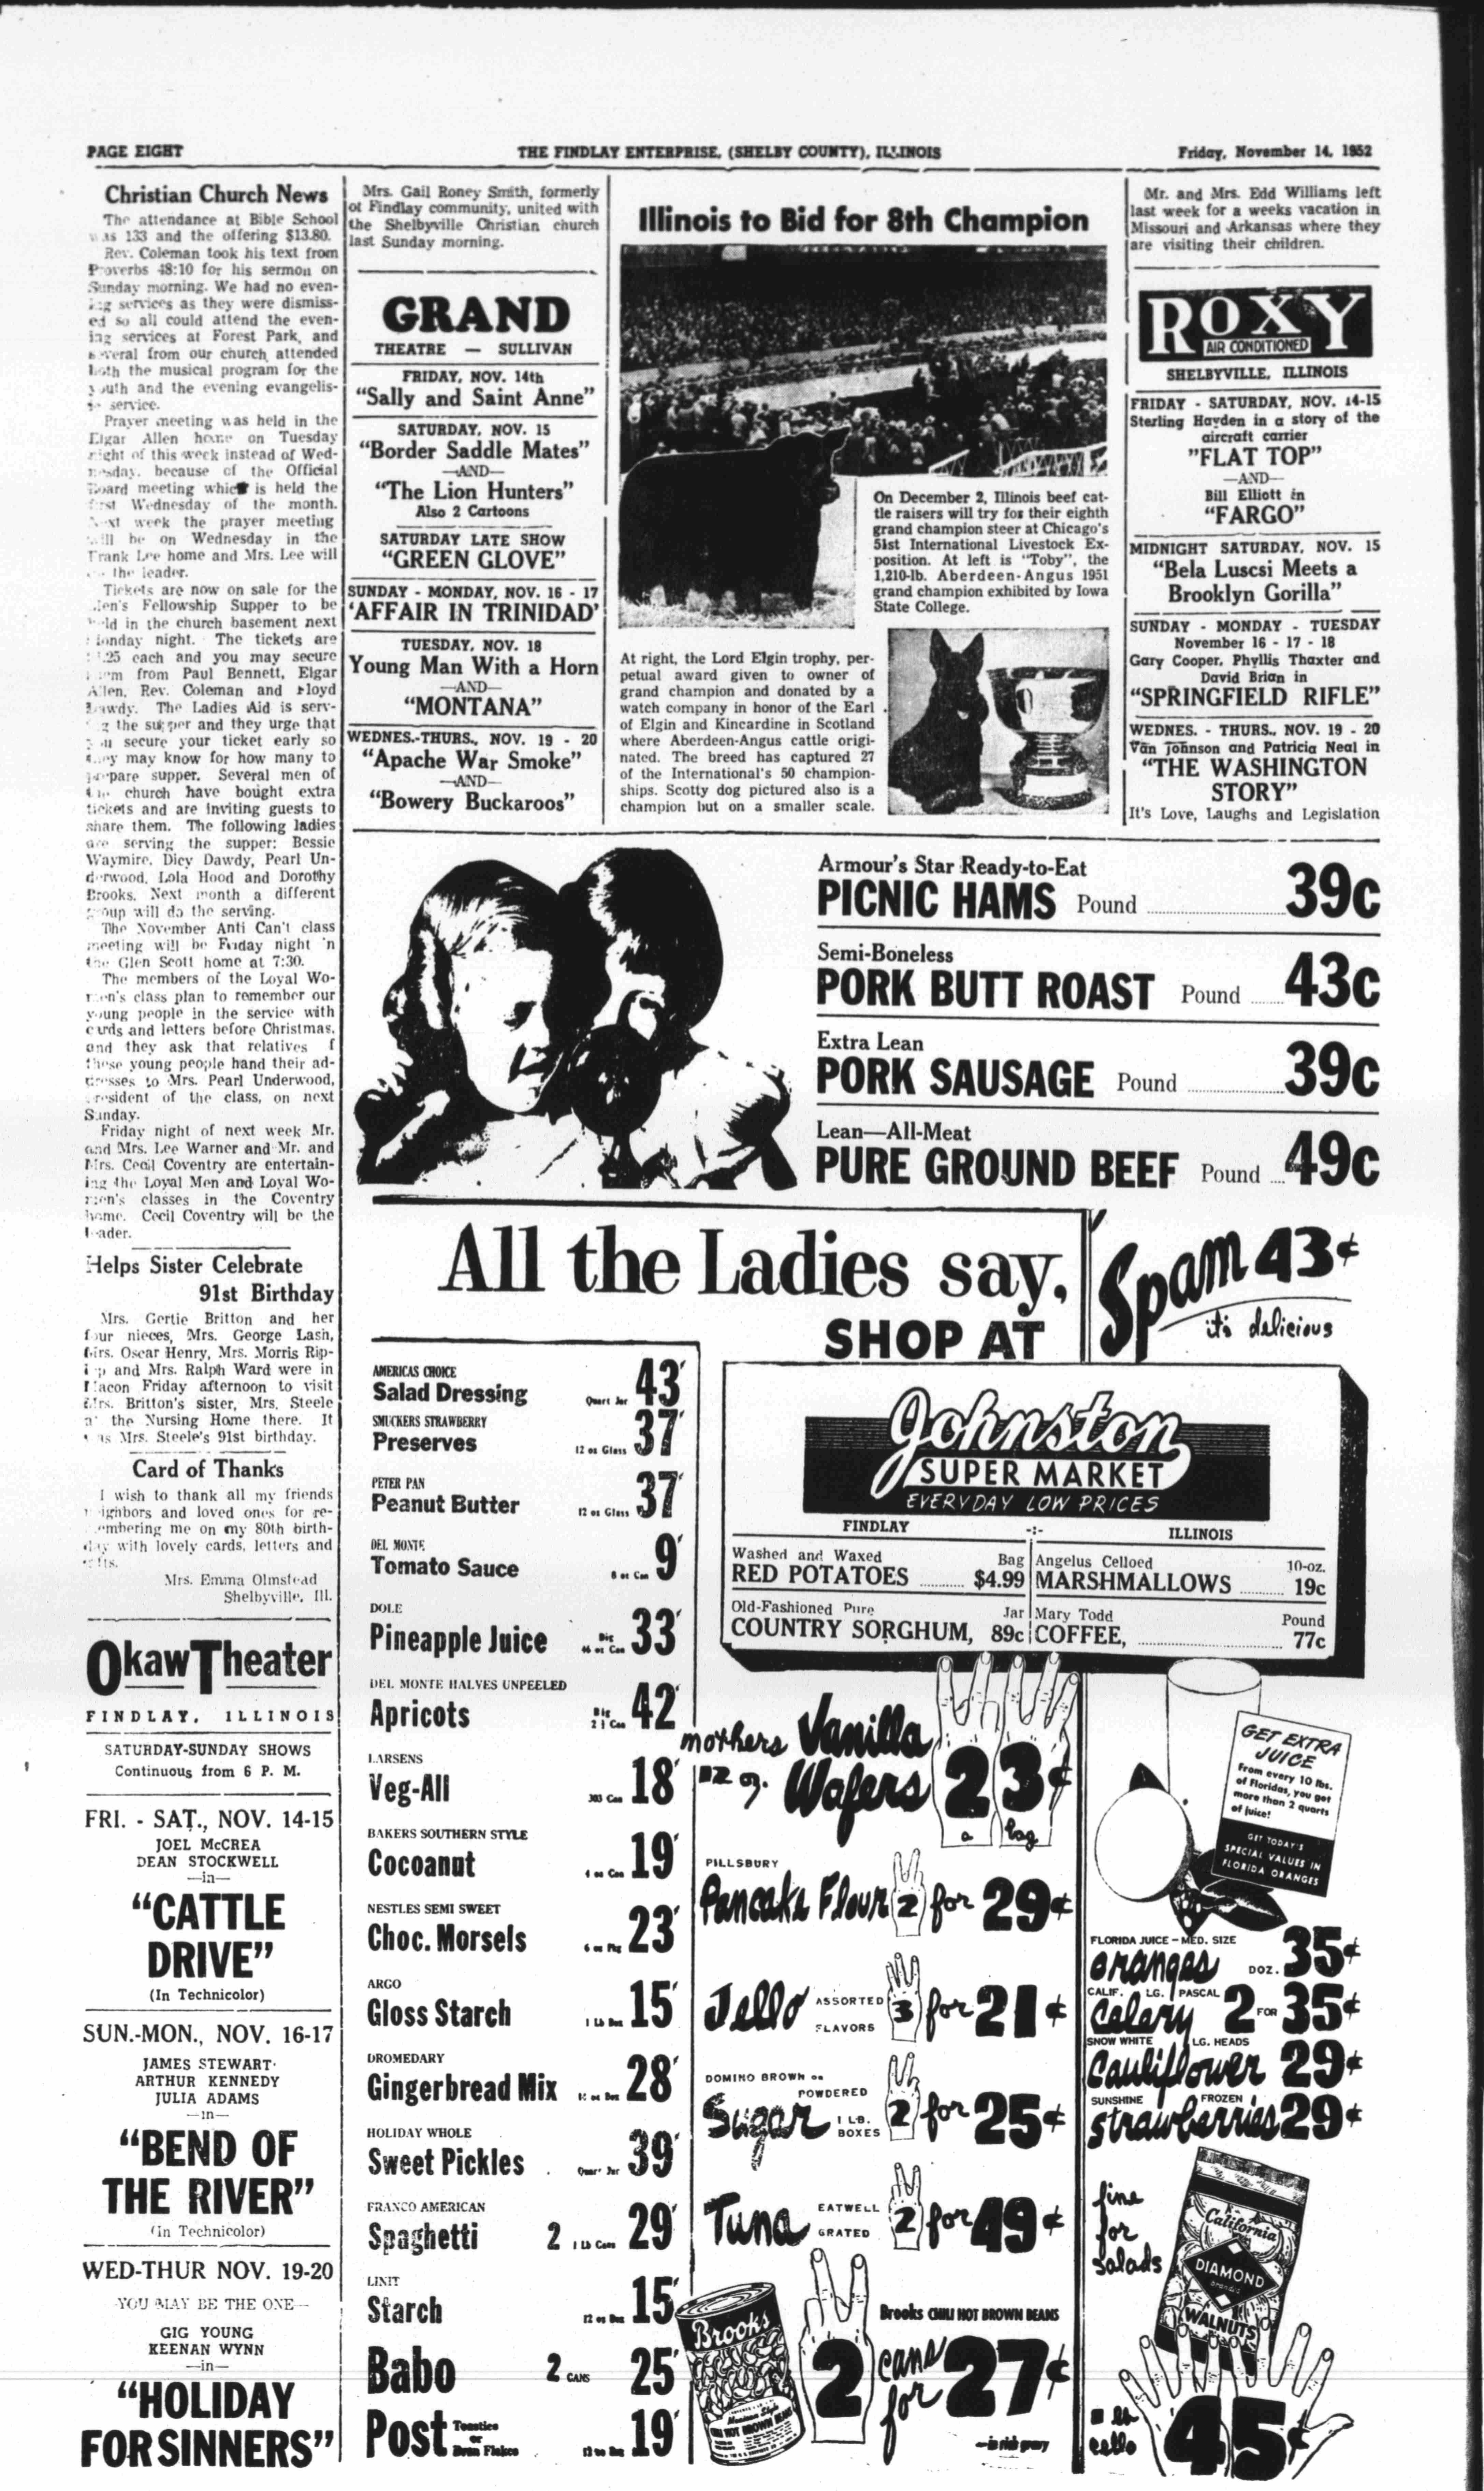 PAGE EIGHT
THE FINDLAY ENTERPRISE, (SHELBY COUNTY), ILLINOIS
Friday, November 14, 1952
Christian Church News
The attendance at Bible School
was 133 and the offering $13.80.
Rev. Coleman took his text from
Proverbs 48:10 for his sermon on
Sunday morning. We had no even-
ing services as they were dismiss-
ed so all could attend the even-
ing services at Forest Park, and
several from our church attended
both the musical program for the
youth and the evening evangelis-
service.
Prayer meeting was held in the
Elgar Allen home on Tuesday
night of this week instead of Wed-
nesday, because of the Official
Board meeting which is held the
first Wednesday of the month.
Next week the prayer meeting
will be on Wednesday in the
Frank Lee home and Mrs. Lee will
the leader.
Tickets are now on sale for the
Men's Fellowship Supper to be
held in the church basement next
Monday night. The tickets are
$1.25 each and you may secure
them from Paul Bennett, Elgar
Allen, Rev. Coleman and Floyd
Dawdy. The Ladies Aid is serv-
ing the supper and they urge that
you secure your ticket early so
they may know for how many to
prepare supper. Several men of
the church have bought extra
tickets and are inviting guests to
share them. The following ladies
are serving the supper: Bessie
Waymire, Dicy Dawdy, Pearl Un-
derwood, Lola Hood and Dorothy
Brooks. Next month a different
group will do the serving.
The November Anti Can't class
meeting will be Friday night 'n
the Glen Scott home at 7:30.
The members of the Loyal Wo-
men's class plan to remember our
young people in the service with
cards and letters before Christmas,
and they ask that relatives f
these young people hand their ad-
dresses to Mrs. Pearl Underwood,
president of the class, on next
Sunday.
Friday night of next week Mr.
and Mrs. Lee Warner and Mr. and
Mrs. Cecil Coventry are entertain-
ing the Loyal Men and Loyal Wo-
men's classes in the Coventry
home. Cecil Coventry will be the
leader.
Helps Sister Celebrate
91st Birthday
Mrs. Gertie Britton and her
four nieces, Mrs. George Lash,
Mrs. Oscar Henry, Mrs. Morris Rip-
and Mrs. Ralph Ward were in
Macon Friday afternoon to visit
Mrs. Britton's sister, Mrs. Steele
at the Nursing Home there. It
was Mrs. Steele's 91st birthday.
Card of Thanks
I wish to thank all my friends
neighbors and loved ones for re-
membering me on my 80th birth-
day with lovely cards, letters and
gifts.
Mrs. Emma Olmstead
Shelbyville, Ill.
Okaw Theater
FINDLAY, ILLINOIS
SATURDAY-SUNDAY SHOWS
Continuous from 6 P. M.
FRI. - SAT., NOV. 14-15
JOEL McCREA
DEAN STOCKWELL
—in—
"CATTLE
DRIVE"
(In Technicolor)
SUN.-MON., NOV. 16-17
JAMES STEWART
ARTHUR KENNEDY
JULIA ADAMS
—in—
"BEND OF
THE RIVER"
(in Technicolor)
WED-THUR NOV. 19-20
YOU MAY BE THE ONE—
GIG YOUNG
KEENAN WYNN
—in—
"HOLIDAY
FOR SINNERS"
Mrs. Gail Roney Smith, formerly
of Findlay community, united with
the Shelbyville Christian church
last Sunday morning.
GRAND
THEATRE — SULLIVAN
FRIDAY, NOV. 14th
"Sally and Saint Anne"
SATURDAY, NOV. 15
"Border Saddle Mates"
—AND—
"The Lion Hunters"
Also 2 Cartoons
SATURDAY LATE SHOW
"GREEN GLOVE"
SUNDAY - MONDAY, NOV. 16 - 17
'AFFAIR IN TRINIDAD'
TUESDAY, NOV. 18
Young Man With a Horn
—AND—
"MONTANA"
WEDNES.-THURS., NOV. 19 - 20
"Apache War Smoke"
—AND—
"Bowery Buckaroos"
Illinois to Bid for 8th Champion
On December 2, Illinois beef cat-
tle raisers will try for their eighth
grand champion steer at Chicago's
51st International Livestock Ex-
position. At left is "Toby", the
1,210-lb. Aberdeen-Angus 1951
grand champion exhibited by Iowa
State College.
At right, the Lord Elgin trophy, per-
petual award given to owner of
grand champion and donated by a
watch company in honor of the Earl
of Elgin and Kincardine in Scotland
where Aberdeen-Angus cattle origi-
nated. The breed has captured 27
of the International's 50 champion-
ships. Scotty dog pictured also is a
champion but on a smaller scale.
Mr. and Mrs. Edd Williams left
last week for a weeks vacation in
Missouri and Arkansas where they
are visiting their children.
ROXY
AIR CONDITIONED
SHELBYVILLE, ILLINOIS
FRIDAY - SATURDAY, NOV. 14-15
Sterling Hayden in a story of the
aircraft carrier
"FLAT TOP"
—AND—
Bill Elliott in
"FARGO"
MIDNIGHT SATURDAY, NOV. 15
"Bela Luscsi Meets a
Brooklyn Gorilla"
SUNDAY - MONDAY - TUESDAY
November 16 - 17 - 18
Gary Cooper, Phyllis Thaxter and
David Brian in
"SPRINGFIELD RIFLE"
WEDNES. - THURS., NOV. 19 - 20
Van Johnson and Patricia Neal in
"THE WASHINGTON
STORY"
It's Love, Laughs and Legislation
Armour's Star Ready-to-Eat
PICNIC HAMS Pound 39c
Semi-Boneless
PORK BUTT ROAST Pound 43c
Extra Lean
PORK SAUSAGE Pound 39c
Lean—All-Meat
PURE GROUND BEEF Pound 49c
All the Ladies say,
SHOP AT
Spam 43¢
it's delicious
Johnston
SUPER MARKET
EVERYDAY LOW PRICES
FINDLAY -:- ILLINOIS
Washed and Waxed Bag
RED POTATOES $4.99
Angelus Celloed 10-oz.
MARSHMALLOWS 19c
Old-Fashioned Pure Jar
COUNTRY SORGHUM, 89c
Mary Todd Pound
COFFEE, 77c
AMERICAS CHOICE
Salad Dressing Quart Jar 43'
SMUCKERS STRAWBERRY
Preserves 12 oz Glass 37'
PETER PAN
Peanut Butter 12 oz Glass 37'
DEL MONTE
Tomato Sauce 8 oz Can 9'
DOLE
Pineapple Juice Big 46 oz Can 33'
DEL MONTE HALVES UNPEELED
Apricots Big 2½ Can 42'
LARSENS
Veg-All 303 Can 18'
BAKERS SOUTHERN STYLE
Cocoanut 4 oz Can 19'
NESTLES SEMI SWEET
Choc. Morsels 6 oz Pkg 23'
ARGO
Gloss Starch 1 Lb Box 15'
DROMEDARY
Gingerbread Mix oz Box 28'
HOLIDAY WHOLE
Sweet Pickles Quart Jar 39'
FRANCO AMERICAN
Spaghetti 2 1 Lb Cans 29'
LINIT
Starch 12 oz Box 15'
Babo 2 CANS 25'
Post Toasties or Bran Flakes 19'
mothers Vanilla
12 oz. Wafers 23¢
a bag
PILLSBURY
Pancake Flour 2 for 29¢
Jello ASSORTED FLAVORS 3 for 21¢
DOMINO BROWN or POWDERED
Sugar 1 LB. BOXES 2 for 25¢
Tuna EATWELL GRATED 2 for 49¢
Brooks CHILI HOT BROWN BEANS
Brooks
2 cans for 27¢
—in rich gravy
GET EXTRA
JUICE
From every 10 lbs.
of Floridas, you get
more than 2 quarts
of juice!
GET TODAY'S
SPECIAL VALUES IN
FLORIDA ORANGES
FLORIDA JUICE - MED. SIZE
oranges DOZ. 35¢
CALIF. LG. PASCAL
Celery 2 FOR 35¢
SNOW WHITE LG. HEADS
Cauliflower 29¢
SUNSHINE FROZEN
strawberries 29¢
fine
for
salads
California
DIAMOND
WALNUTS
lb
cello 45¢